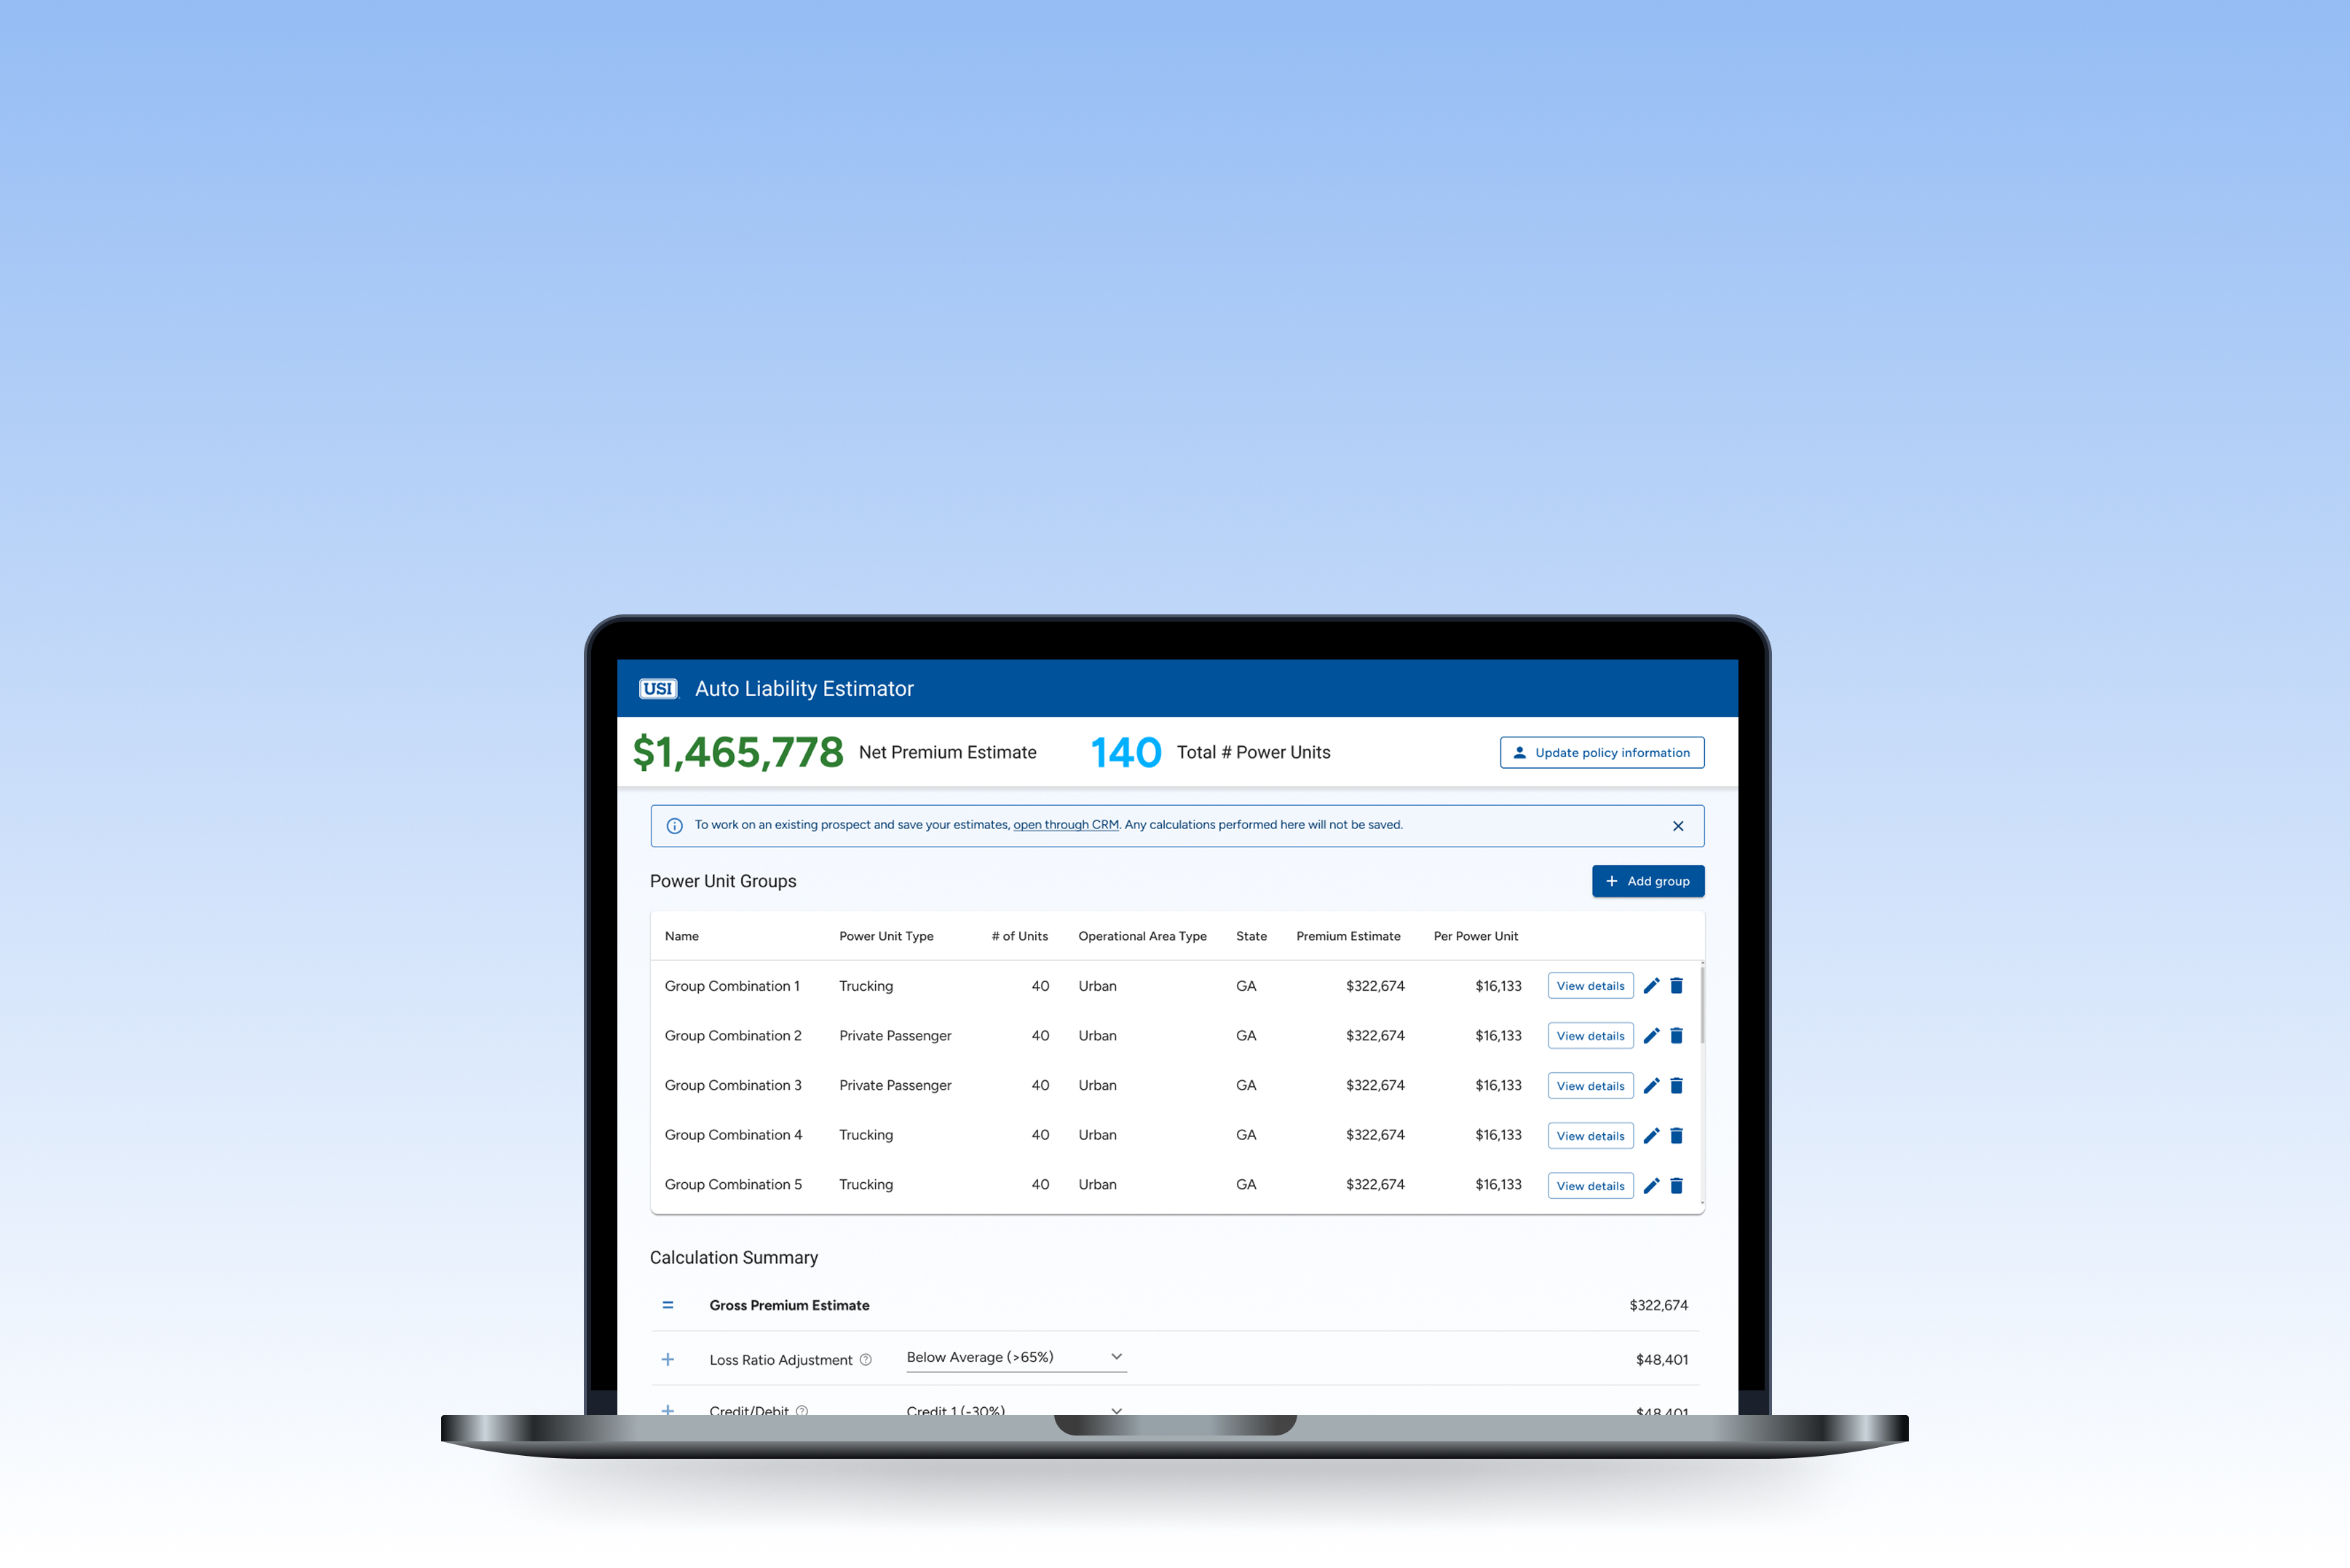 USI Auto Liability Estimator
$1,465,778 Net Premium Estimate 140 Total # Power Units Update policy information
To work on an existing prospect and save your estimates, open through CRM. Any calculations performed here will not be saved.
Power Unit Groups + Add group
Name Power Unit Type # of Units Operational Area Type State Premium Estimate Per Power Unit
Group Combination 1 Trucking 40 Urban GA $322,674 $16,133 View details
Group Combination 2 Private Passenger 40 Urban GA $322,674 $16,133 View details
Group Combination 3 Private Passenger 40 Urban GA $322,674 $16,133 View details
Group Combination 4 Trucking 40 Urban GA $322,674 $16,133 View details
Group Combination 5 Trucking 40 Urban GA $322,674 $16,133 View details
Calculation Summary
= Gross Premium Estimate $322,674
+ Loss Ratio Adjustment Below Average (>65%) $48,401
+ Credit/Debit Credit 1 (-30%) $48,401